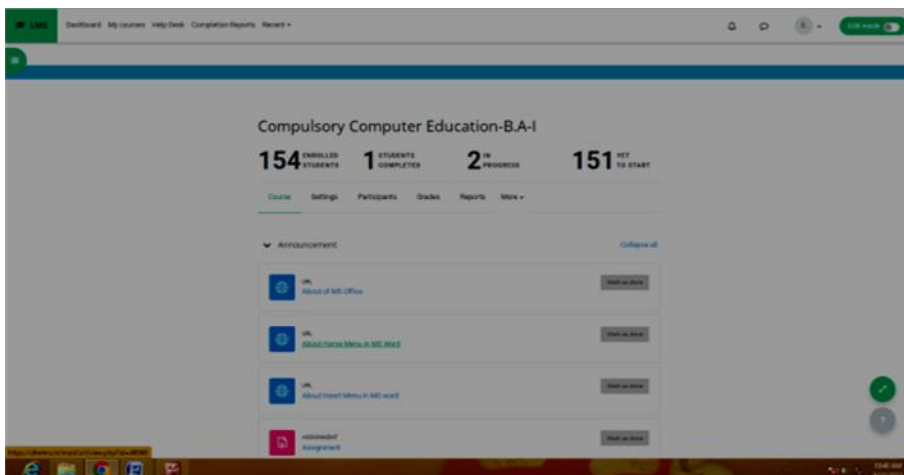 LMS Dashboard My courses Help Desk Completion Reports Recent
S Edit mode
Compulsory Computer Education-B.A-I
154 ENROLLED STUDENTS 1 STUDENTS COMPLETED 2 IN PROGRESS 151 YET TO START
Course Settings Participants Grades Reports More
Announcement Collapse all
URL
About of MS Office Mark as done
URL
About Home Menu in MS Word Mark as done
URL
About Insert Menu in MS word Mark as done
ASSIGNMENT
Assignment Mark as done